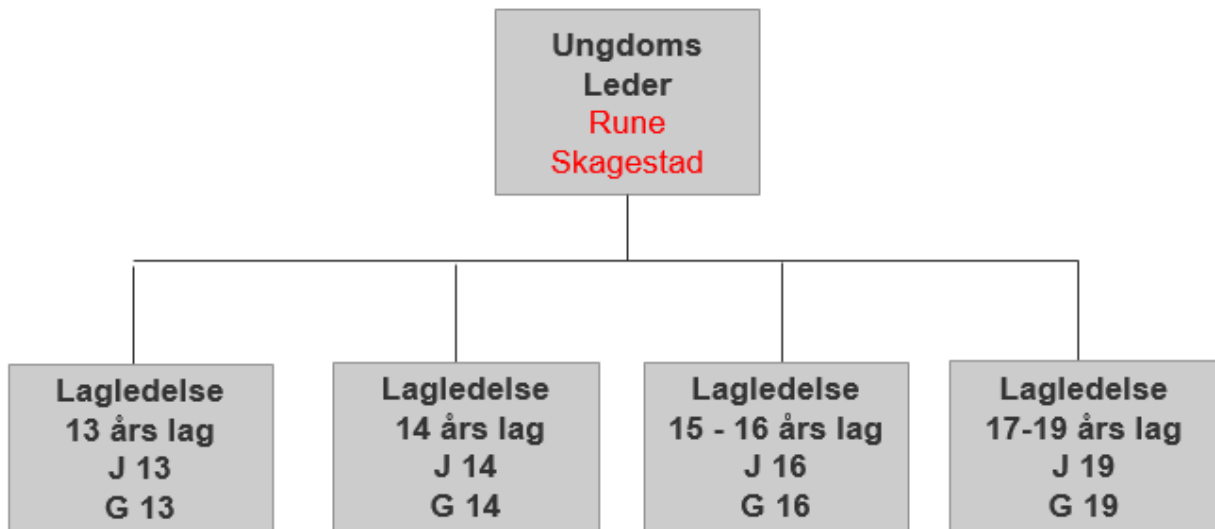 Ungdoms
Leder
Rune
Skagestad
Lagledelse
13 års lag
J 13
G 13
Lagledelse
14 års lag
J 14
G 14
Lagledelse
15 - 16 års lag
J 16
G 16
Lagledelse
17-19 års lag
J 19
G 19